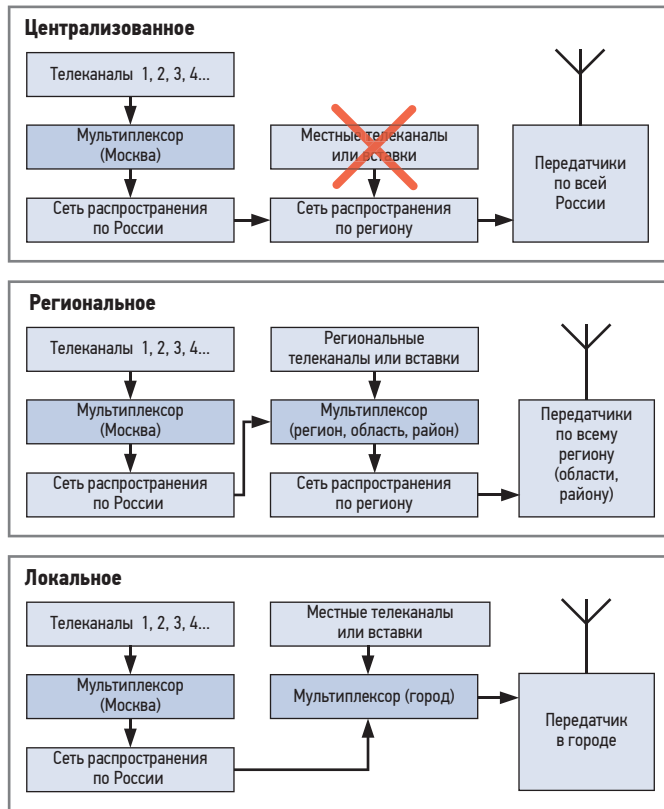 Централизованное
Телеканалы 1, 2, 3, 4...
Мультиплексор
(Москва)
Сеть распространения
по России
Местные телеканалы
или вставки
Сеть распространения
по региону
Передатчики
по всей
России
Региональное
Телеканалы 1, 2, 3, 4...
Мультиплексор
(Москва)
Сеть распространения
по России
Региональные
телеканалы или вставки
Мультиплексор
(регион, область, район)
Сеть распространения
по региону
Передатчики
по всему
региону
(области,
району)
Локальное
Телеканалы 1, 2, 3, 4...
Мультиплексор
(Москва)
Сеть распространения
по России
Местные телеканалы
или вставки
Мультиплексор (город)
Передатчик
в городе